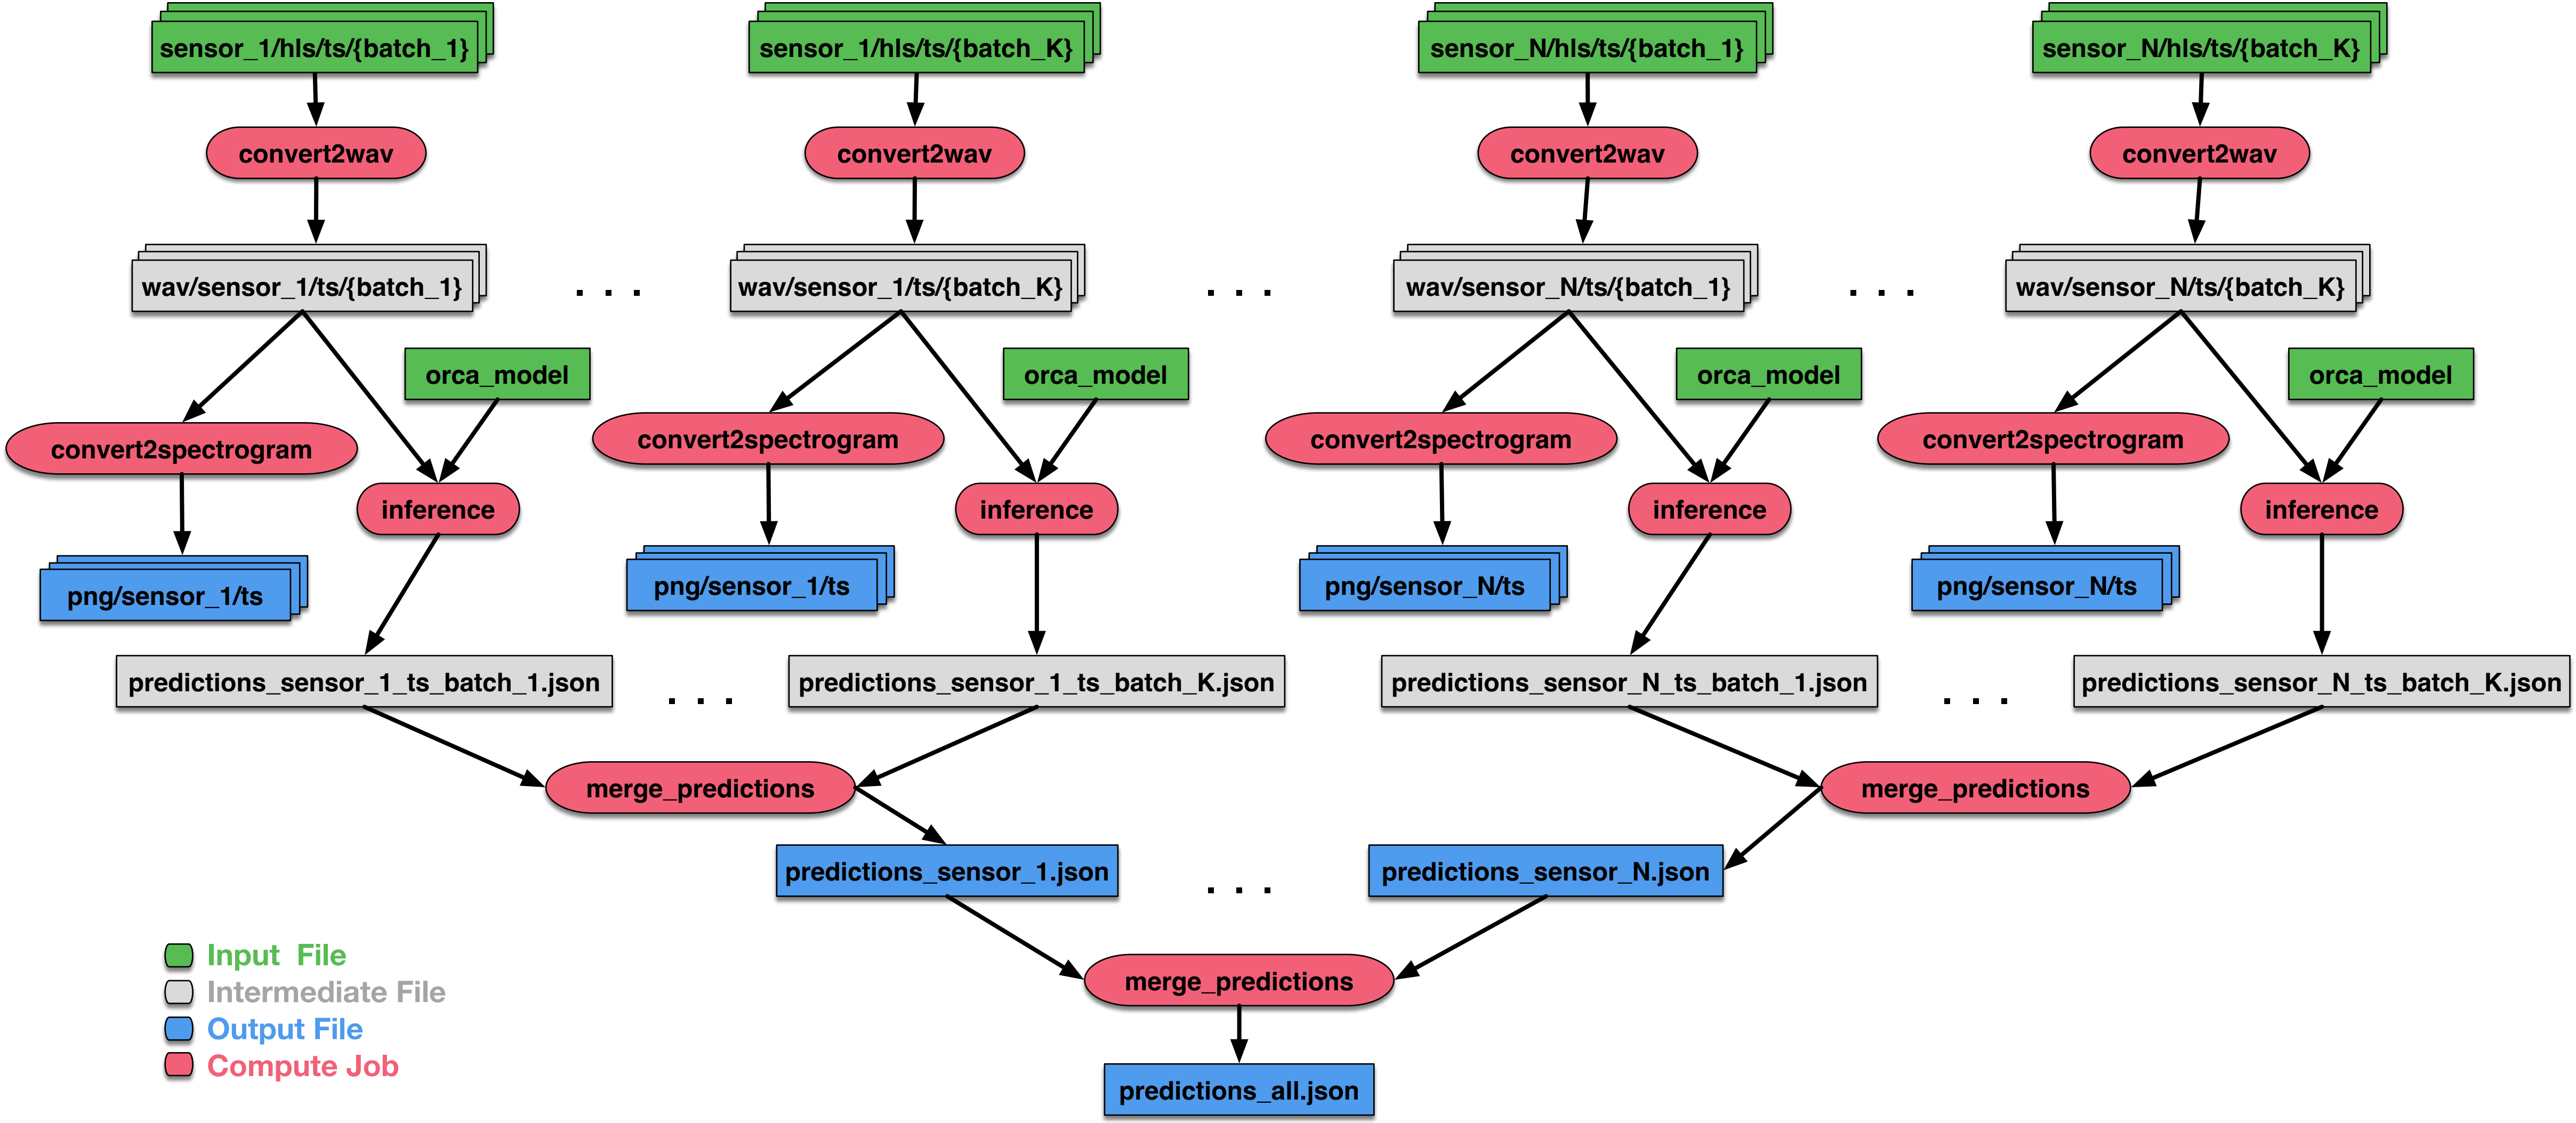 sensor_1/hls/ts/{batch_1}
sensor_1/hls/ts/{batch_K}
sensor_N/hls/ts/{batch_1}
sensor_N/hls/ts/{batch_K}
convert2wav
convert2wav
convert2wav
convert2wav
wav/sensor_1/ts/{batch_1}
. . .
wav/sensor_1/ts/{batch_K}
. . .
wav/sensor_N/ts/{batch_1}
. . .
wav/sensor_N/ts/{batch_K}
orca_model
orca_model
orca_model
orca_model
convert2spectrogram
convert2spectrogram
convert2spectrogram
convert2spectrogram
inference
inference
inference
inference
png/sensor_1/ts
png/sensor_1/ts
png/sensor_N/ts
png/sensor_N/ts
predictions_sensor_1_ts_batch_1.json
. . .
predictions_sensor_1_ts_batch_K.json
predictions_sensor_N_ts_batch_1.json
. . .
predictions_sensor_N_ts_batch_K.json
merge_predictions
merge_predictions
predictions_sensor_1.json
. . .
predictions_sensor_N.json
merge_predictions
predictions_all.json
Input File
Intermediate File
Output File
Compute Job